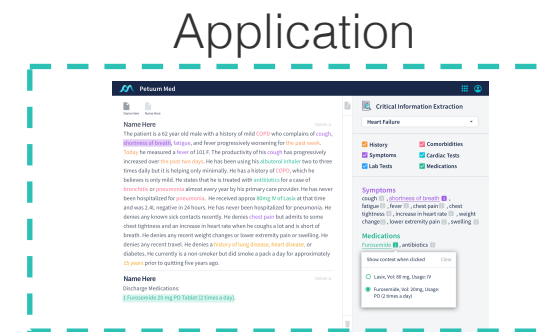 Application
Petuum Med
Name Here
The patient is a 62 year old male with a history of mild COPD who complains of cough,
shortness of breath, fatigue, and fever progressively worsening for the past week.
Today he measured a fever of 101 F. The productivity of his cough has progressively
increased over the past two days. He has been using his albuteral inhaler two to three
times daily but it is helping only minimally. He has a history of COPD, which he
believes is only mild. He states that he is treated with antibiotics for a case of
bronchitis or pneumonia almost every year by his primary care provider. He has never
been hospitalized for pneumonia. He received approx 80mg IV of Lasix at that time
and was 2.4L negative in 24 hours. He has never been hospitalized for pneumonia. He
denies any known sick contacts recently. He denies chest pain but admits to some
chest tightness and an increase in heart rate when he coughs a lot and is short of
breath. He denies any recent weight changes or lower extremity pain or swelling. He
denies any recent travel. He denies a history of lung disease, heart disease, or
diabetes. He currently is a non-smoker but did smoke a pack a day for approximately
15 years prior to quitting five years ago.
Name Here
Discharge Medications:
1 Furosemide 20 mg PD Tablet (2 times a day).
Critical Information Extraction
Heart Failure
History
Comorbidities
Symptoms
Cardiac Tests
Lab Tests
Medications
Symptoms
cough , shortness of breath ,
fatigue , fever , chest pain , chest
tightness , increase in heart rate , weight
change , lower extremity pain , swelling
Medications
Furosemide , antibiotics
Show context when clicked Clear
Lasix, Vol: 80 mg, Usage: IV
Furosemide, Vol: 20mg, Usage:
PD (2 times a day)